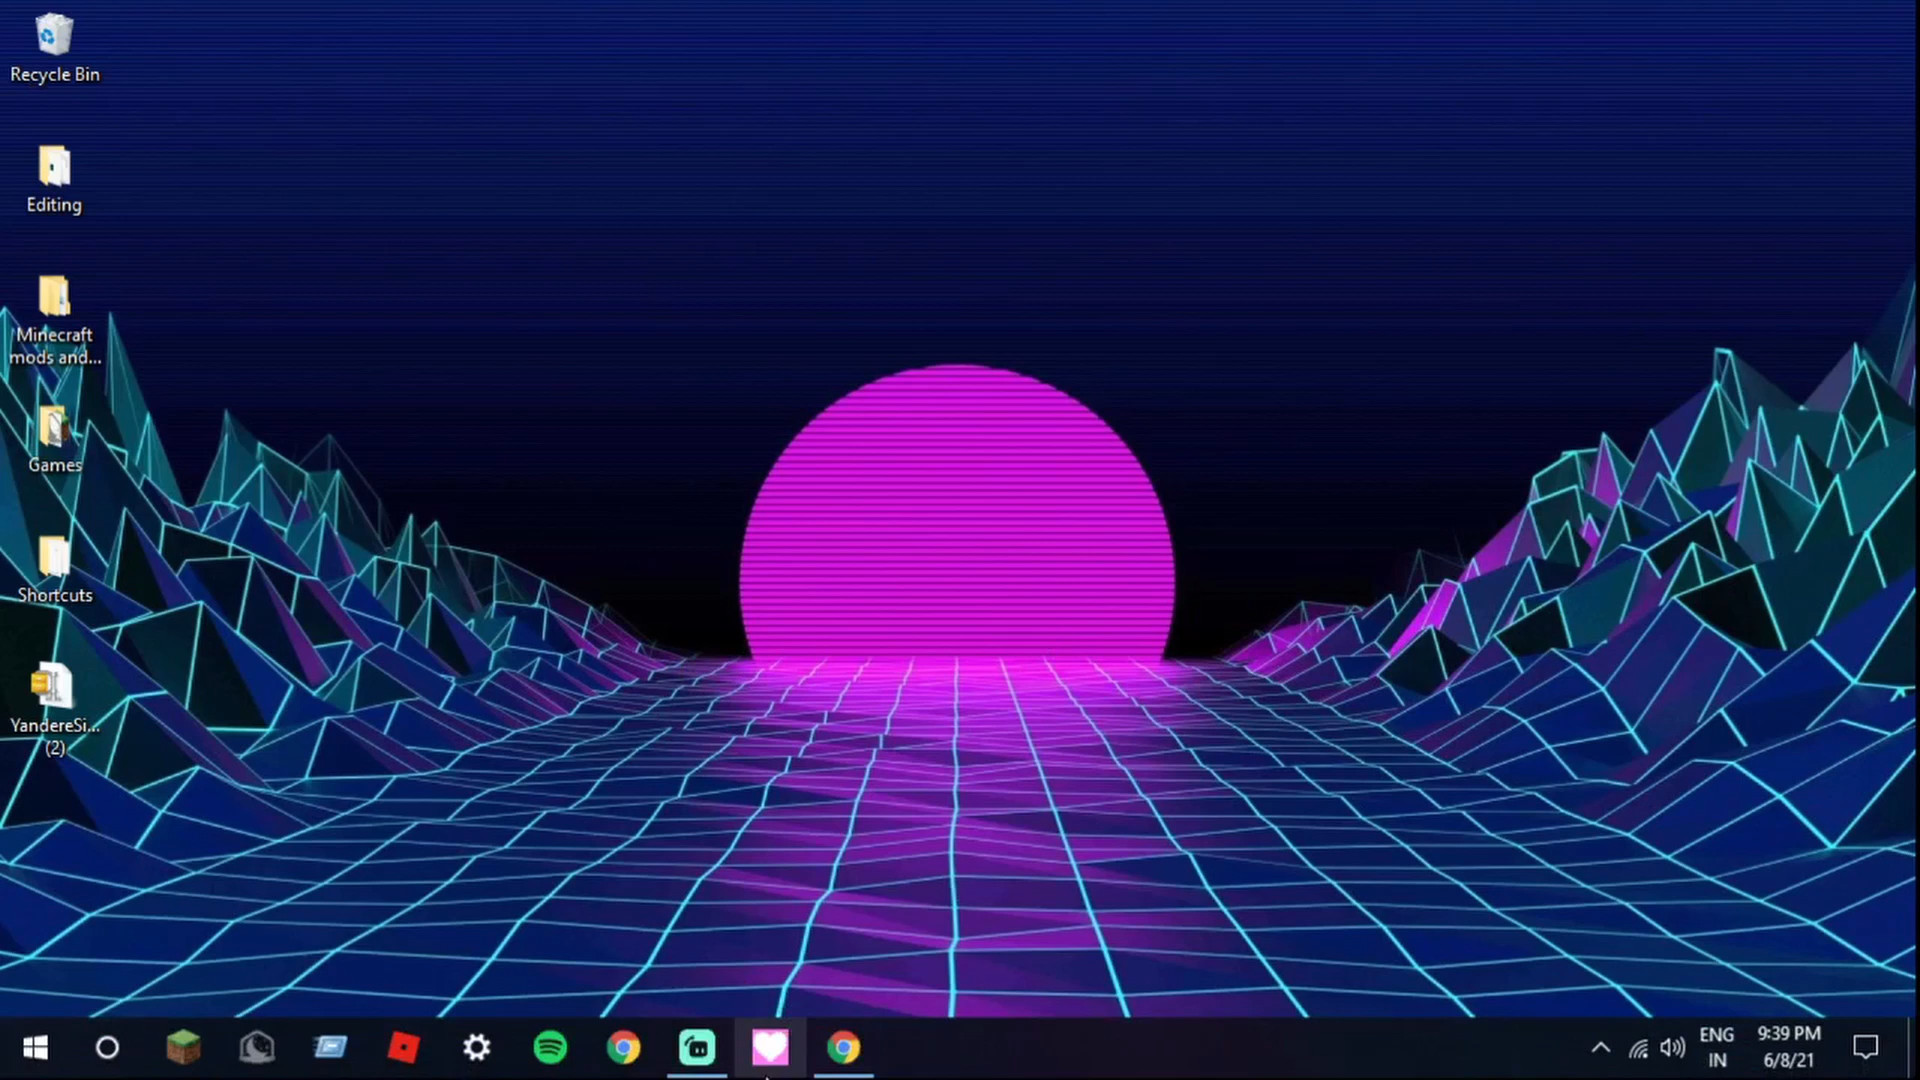 Recycle Bin
Editing
Minecraft
mods and...
Games
Shortcuts
YandereSi...
(2)
ENG
IN
9:39 PM
6/8/21